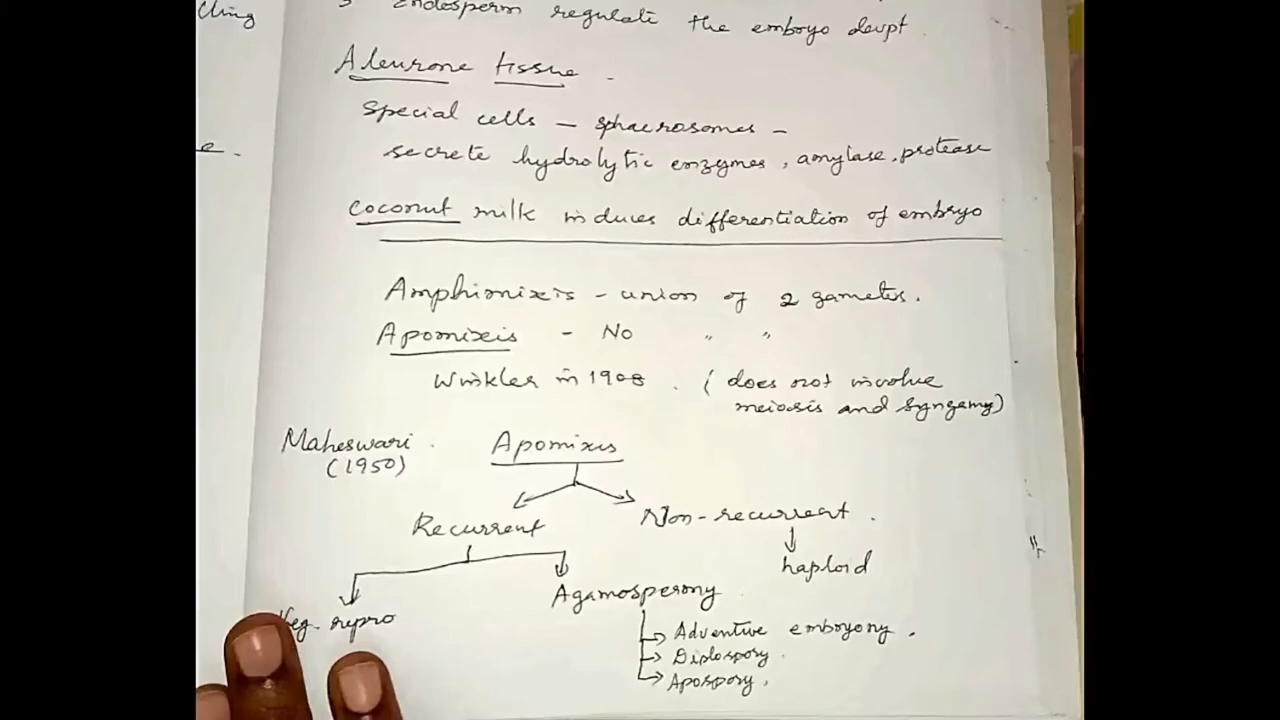 Endosperm regulate the embryo devpt
Aleurone tissue
special cells – sphaerosomes –
secrete hydrolytic enzymes, amylase, protease
coconut milk induces differentiation of embryo
Amphimixis - union of 2 gametes.
Apomixis - No " "
Winkler in 1908. (does not involve
meiosis and syngamy)
Maheswari
(1950)
Apomixis
Recurrent
Non-recurrent.
haploid
Agamospermy
Veg. repro
Adventive embryony.
Diplospory.
Apospory.